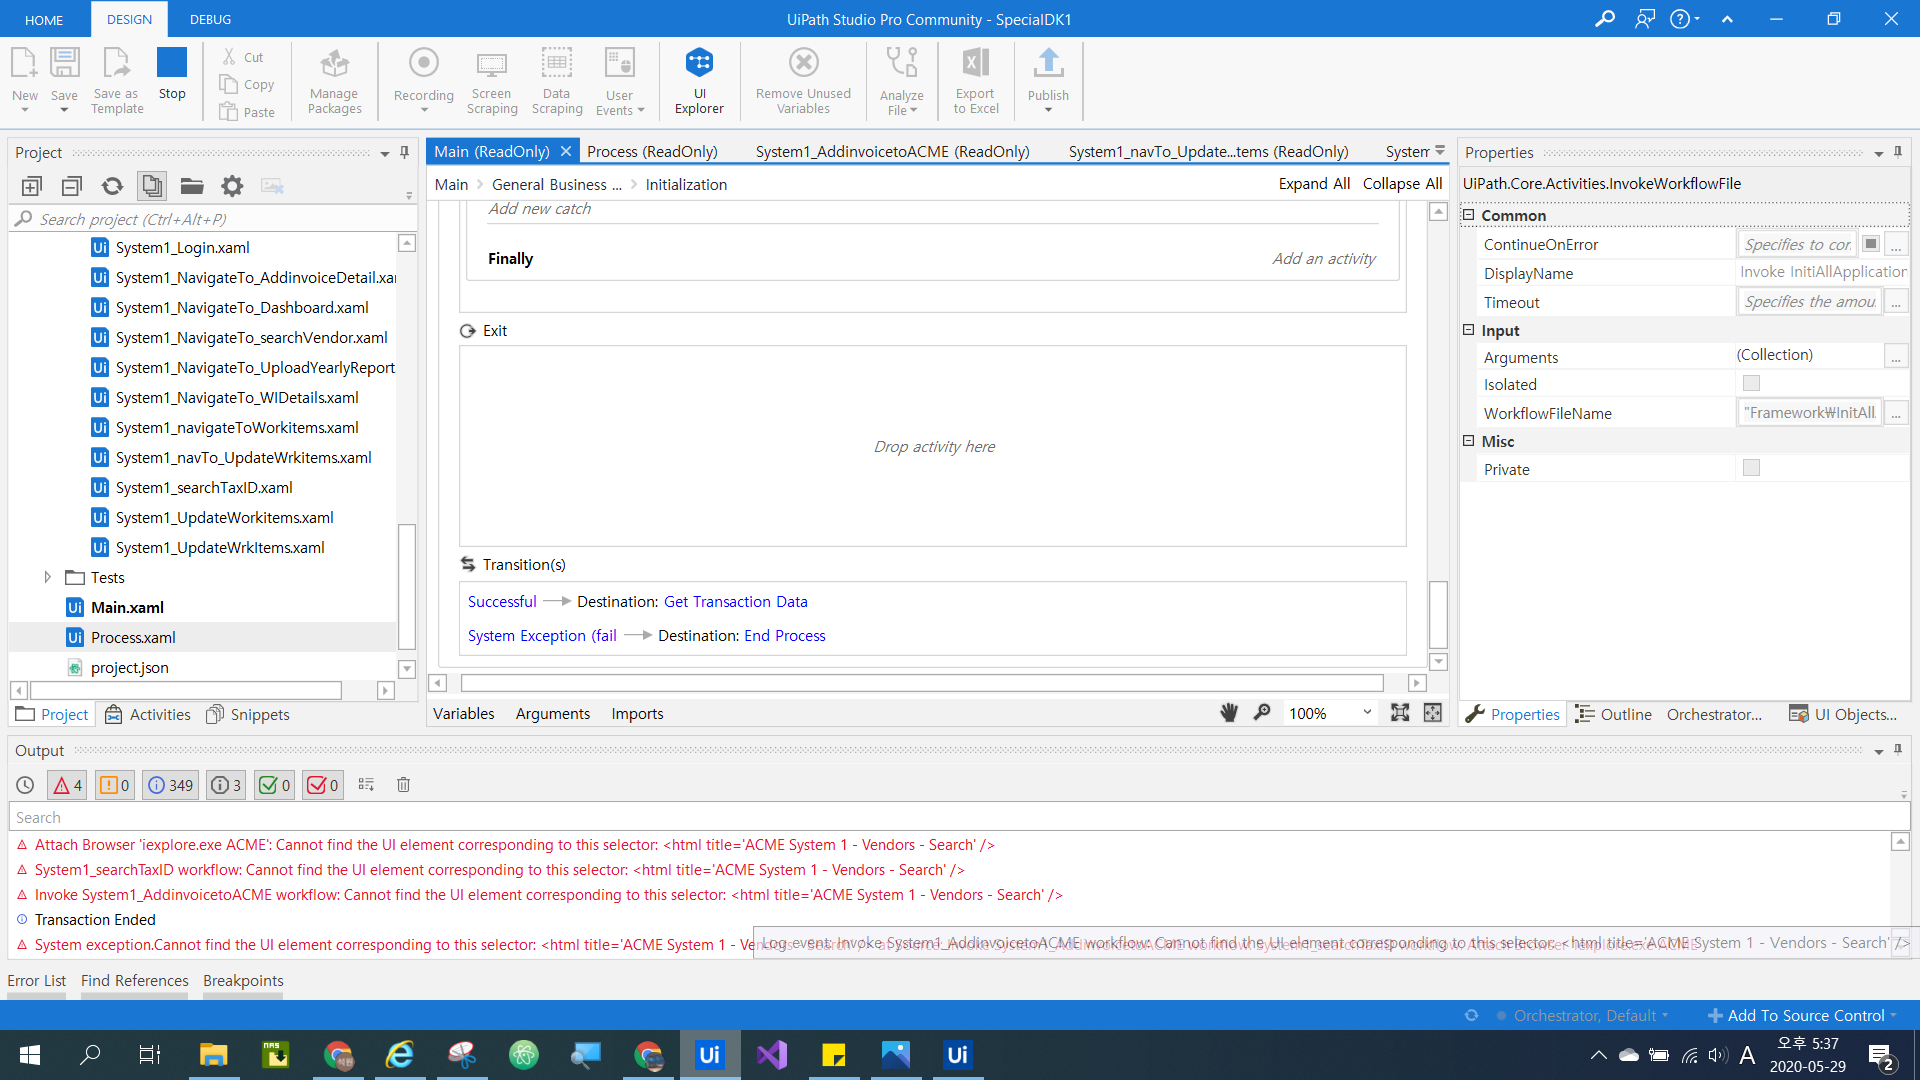 HOME DESIGN DEBUG UiPath Studio Pro Community - SpecialDK1
New Save Save as Template Stop Cut Copy Paste Manage Packages Recording Screen Scraping Data Scraping User Events UI Explorer Remove Unused Variables Analyze File Export to Excel Publish
Project
Search project (Ctrl+Alt+P)
System1_Login.xaml
System1_NavigateTo_AddinvoiceDetail.xar
System1_NavigateTo_Dashboard.xaml
System1_NavigateTo_searchVendor.xaml
System1_NavigateTo_UploadYearlyReport
System1_NavigateTo_WIDetails.xaml
System1_navigateToWorkitems.xaml
System1_navTo_UpdateWrkitems.xaml
System1_searchTaxID.xaml
System1_UpdateWorkitems.xaml
System1_UpdateWrkItems.xaml
Tests
Main.xaml
Process.xaml
project.json
Project Activities Snippets
Main (ReadOnly) Process (ReadOnly) System1_AddinvoicetoACME (ReadOnly) System1_navTo_Update...tems (ReadOnly) System
Main General Business ... Initialization Expand All Collapse All
Add new catch
Finally Add an activity
Exit
Drop activity here
Transition(s)
Successful Destination: Get Transaction Data
System Exception (fail Destination: End Process
Variables Arguments Imports 100%
Properties
UiPath.Core.Activities.InvokeWorkflowFile
Common
ContinueOnError Specifies to cor ...
DisplayName Invoke InitiAllApplication
Timeout Specifies the amou ...
Input
Arguments (Collection) ...
Isolated
WorkflowFileName "Framework₩InitAll ...
Misc
Private
Properties Outline Orchestrator... UI Objects...
Output
4 0 349 3 0 0
Search
Attach Browser 'iexplore.exe ACME': Cannot find the UI element corresponding to this selector: <html title='ACME System 1 - Vendors - Search' />
System1_searchTaxID workflow: Cannot find the UI element corresponding to this selector: <html title='ACME System 1 - Vendors - Search' />
Invoke System1_AddinvoicetoACME workflow: Cannot find the UI element corresponding to this selector: <html title='ACME System 1 - Vendors - Search' />
Transaction Ended
System exception.Cannot find the UI element corresponding to this selector: <html title='ACME System 1 - Ve
Log event: Invoke System1_AddinvoicetoACME workflow: Cannot find the UI element corresponding to this selector: <html title='ACME System 1 - Vendors - Search' />
Error List Find References Breakpoints
Orchestrator, Default Add To Source Control
A 오후 5:37
2020-05-29 2